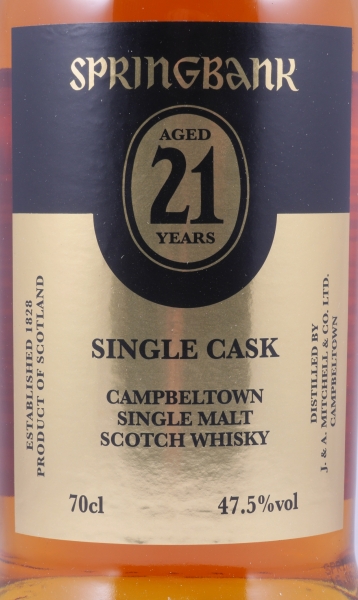 SPRINGBANK
AGED
21
YEARS
SINGLE CASK
CAMPBELTOWN
SINGLE MALT
SCOTCH WHISKY
70cl 47.5%vol
ESTABLISHED 1828
PRODUCT OF SCOTLAND
DISTILLED BY
J. & A. MITCHELL & CO. LTD.
CAMPBELTOWN